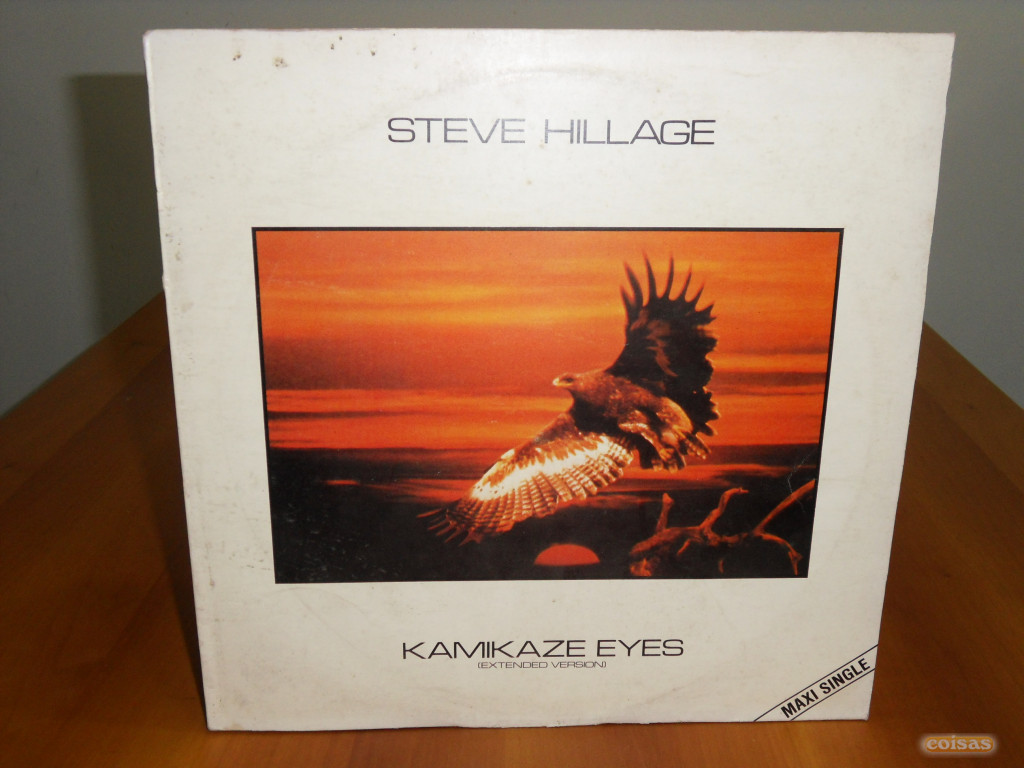 STEVE HILLAGE
KAMIKAZE EYES
(EXTENDED VERSION)
MAXI SINGLE
coisas